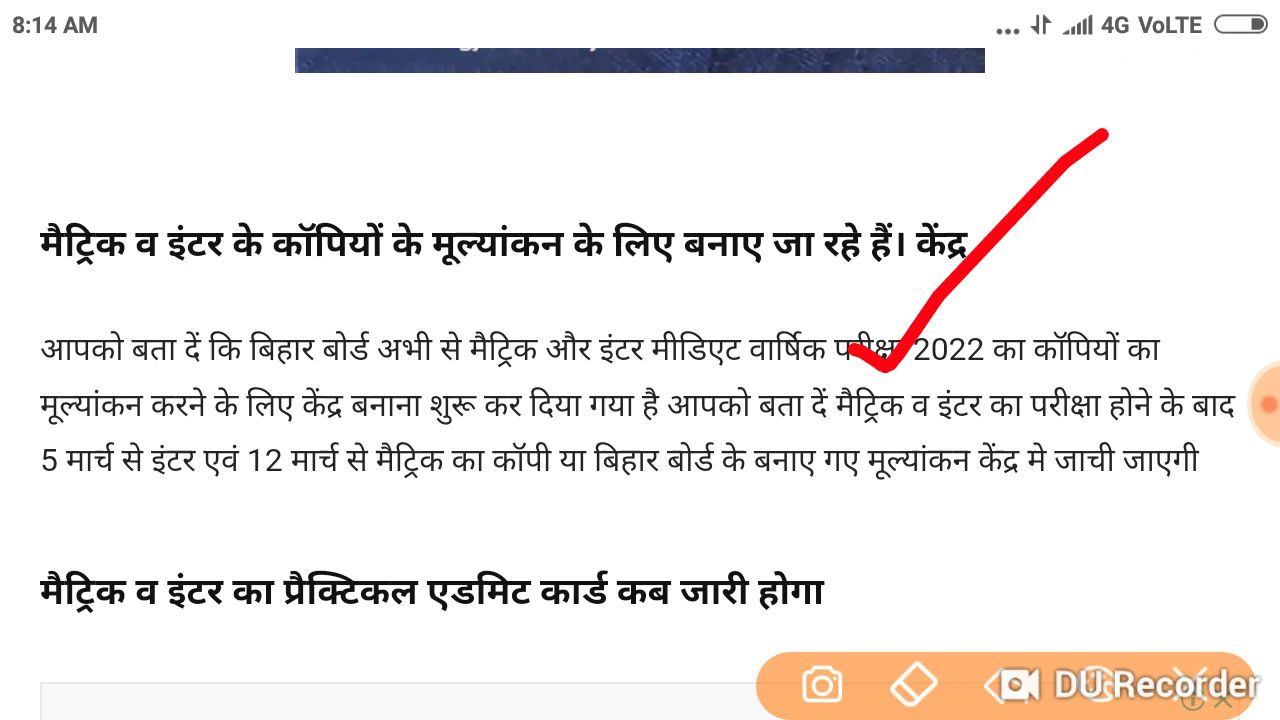 8:14 AM
... 4G VoLTE
मैट्रिक व इंटर के कॉपियों के मूल्यांकन के लिए बनाए जा रहे हैं। केंद्र
आपको बता दें कि बिहार बोर्ड अभी से मैट्रिक और इंटर मीडिएट वार्षिक परीक्षा 2022 का कॉपियों का
मूल्यांकन करने के लिए केंद्र बनाना शुरू कर दिया गया है आपको बता दें मैट्रिक व इंटर का परीक्षा होने के बाद
5 मार्च से इंटर एवं 12 मार्च से मैट्रिक का कॉपी या बिहार बोर्ड के बनाए गए मूल्यांकन केंद्र मे जाची जाएगी
मैट्रिक व इंटर का प्रैक्टिकल एडमिट कार्ड कब जारी होगा
DU Recorder